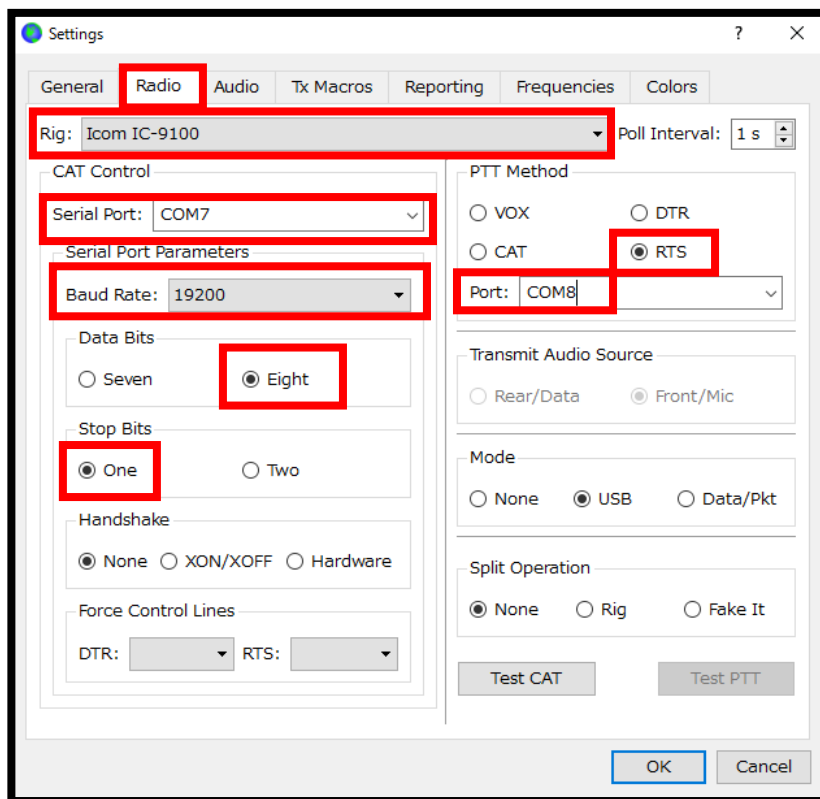 Settings
?
General Radio Audio Tx Macros Reporting Frequencies Colors
Rig: Icom IC-9100 Poll Interval: 1 s
CAT Control
Serial Port: COM7
Serial Port Parameters
Baud Rate: 19200
Data Bits
Seven Eight
Stop Bits
One Two
Handshake
None XON/XOFF Hardware
Force Control Lines
DTR: RTS:
PTT Method
VOX DTR
CAT RTS
Port: COM8
Transmit Audio Source
Rear/Data Front/Mic
Mode
None USB Data/Pkt
Split Operation
None Rig Fake It
Test CAT Test PTT
OK Cancel